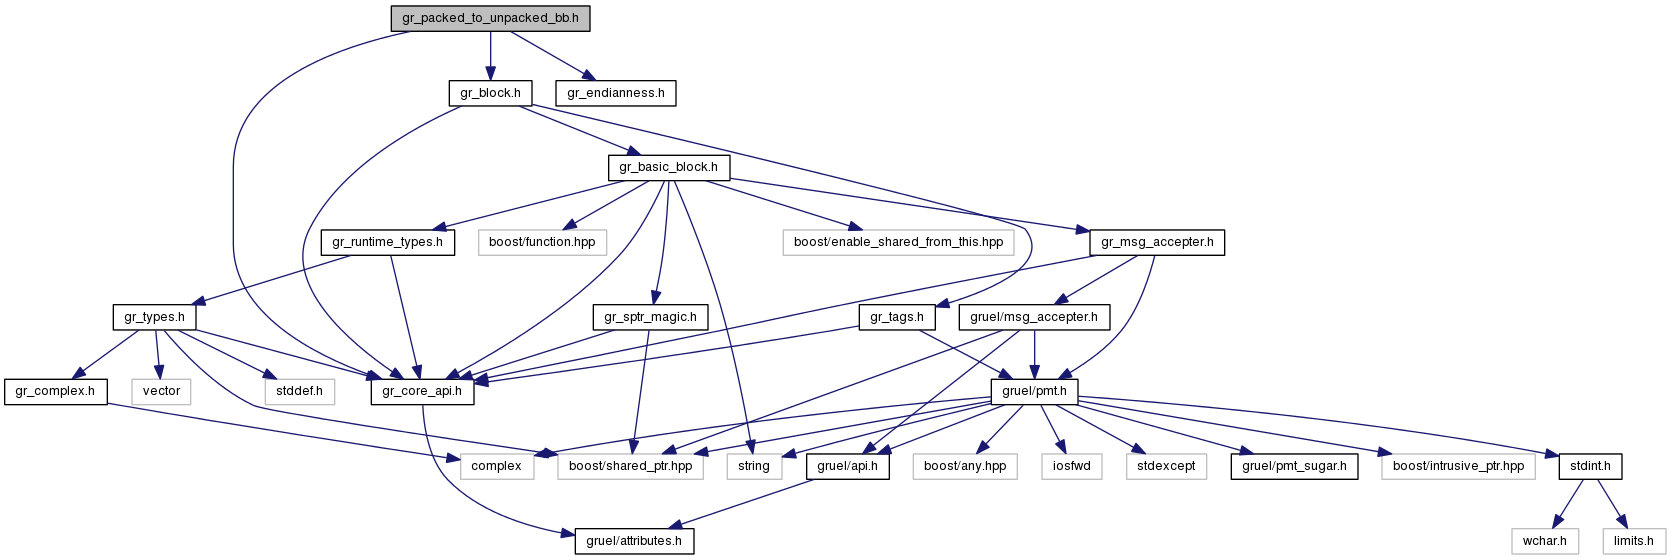 gr_packed_to_unpacked_bb.h
gr_block.h
gr_endianness.h
gr_basic_block.h
gr_runtime_types.h
boost/function.hpp
boost/enable_shared_from_this.hpp
gr_msg_accepter.h
gr_types.h
gr_sptr_magic.h
gr_tags.h
gruel/msg_accepter.h
gr_complex.h
vector
stddef.h
gr_core_api.h
gruel/pmt.h
complex
boost/shared_ptr.hpp
string
gruel/api.h
boost/any.hpp
iosfwd
stdexcept
gruel/pmt_sugar.h
boost/intrusive_ptr.hpp
stdint.h
gruel/attributes.h
wchar.h
limits.h